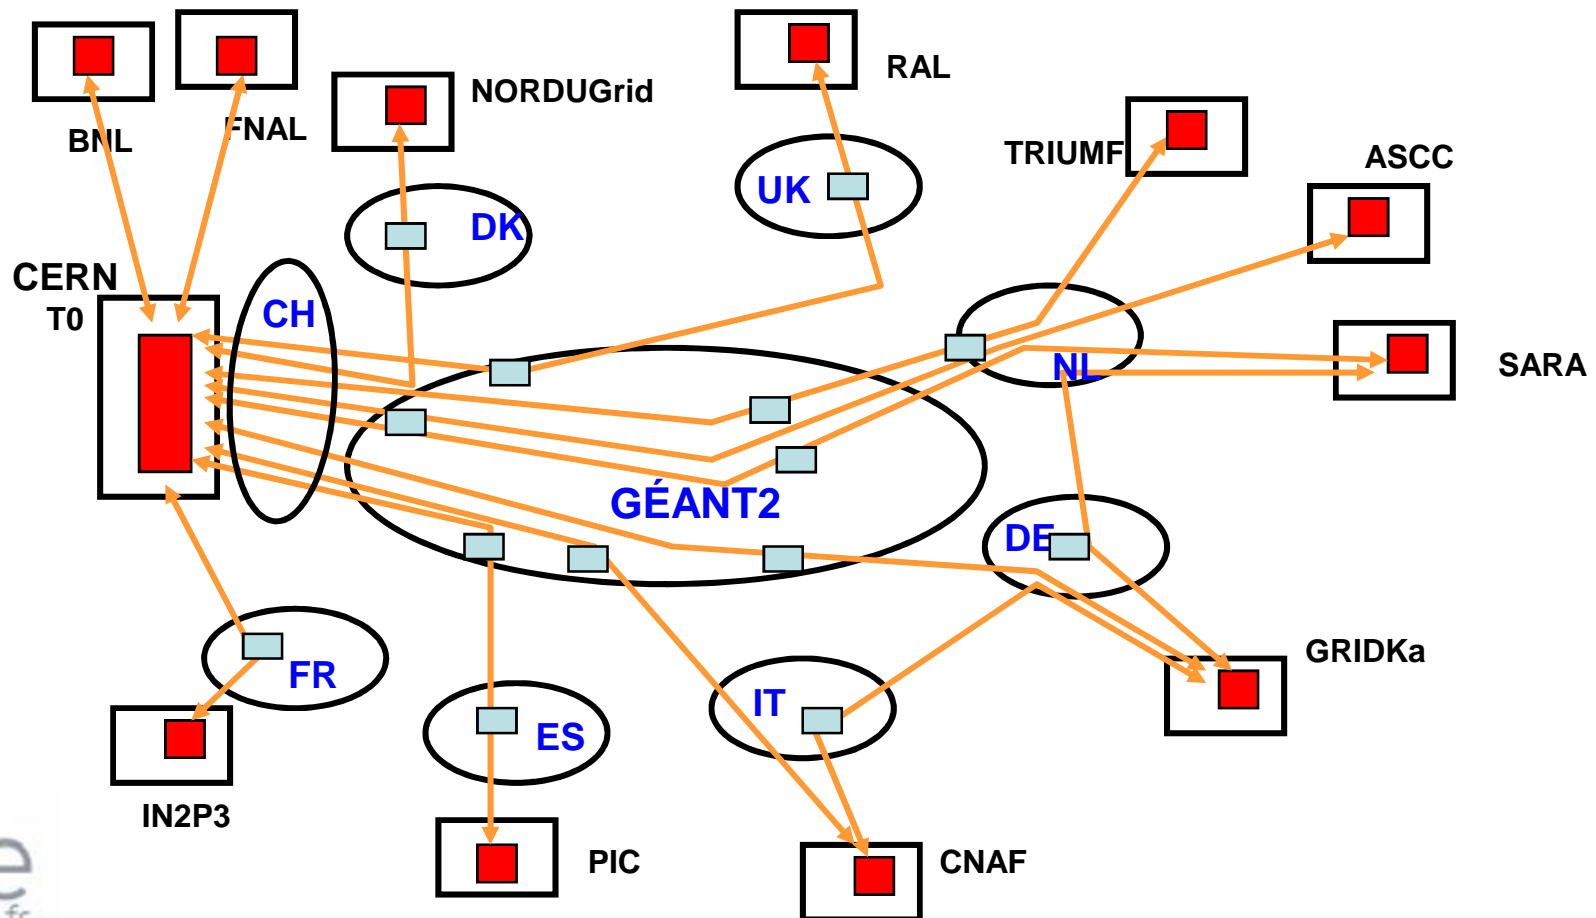 RAL
NORDUGrid
BNL
FNAL
TRIUMF
ASCC
UK
DK
CERN
T0
CH
NL
SARA
GÉANT2
DE
GRIDKa
FR
IT
ES
IN2P3
PIC
CNAF